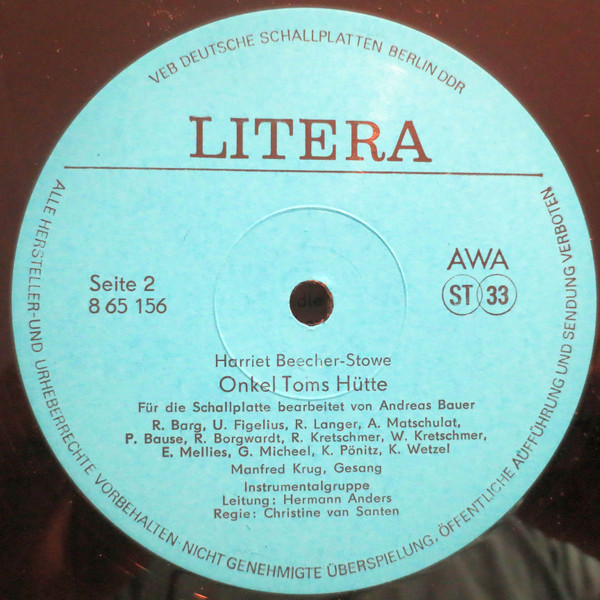 VEB DEUTSCHE SCHALLPLATTEN BERLIN DDR
LITERA
Seite 2
8 65 156
AWA
ST 33
die
Harriet Beecher-Stowe
Onkel Toms Hütte
Für die Schallplatte bearbeitet von Andreas Bauer
R. Barg, U. Figelius, R. Langer, A. Matschulat,
P. Bause, R. Borgwardt, R. Kretschmer, W. Kretschmer,
E. Mellies, G. Micheel, K. Pönitz, K. Wetzel
Manfred Krug, Gesang
Instrumentalgruppe
Leitung: Hermann Anders
Regie: Christine van Santen
ALLE HERSTELLER-UND URHEBERRECHTE VORBEHALTEN·NICHT GENEHMIGTE ÜBERSPIELUNG, ÖFFENTLICHE AUFFÜHRUNG UND SENDUNG VERBOTEN